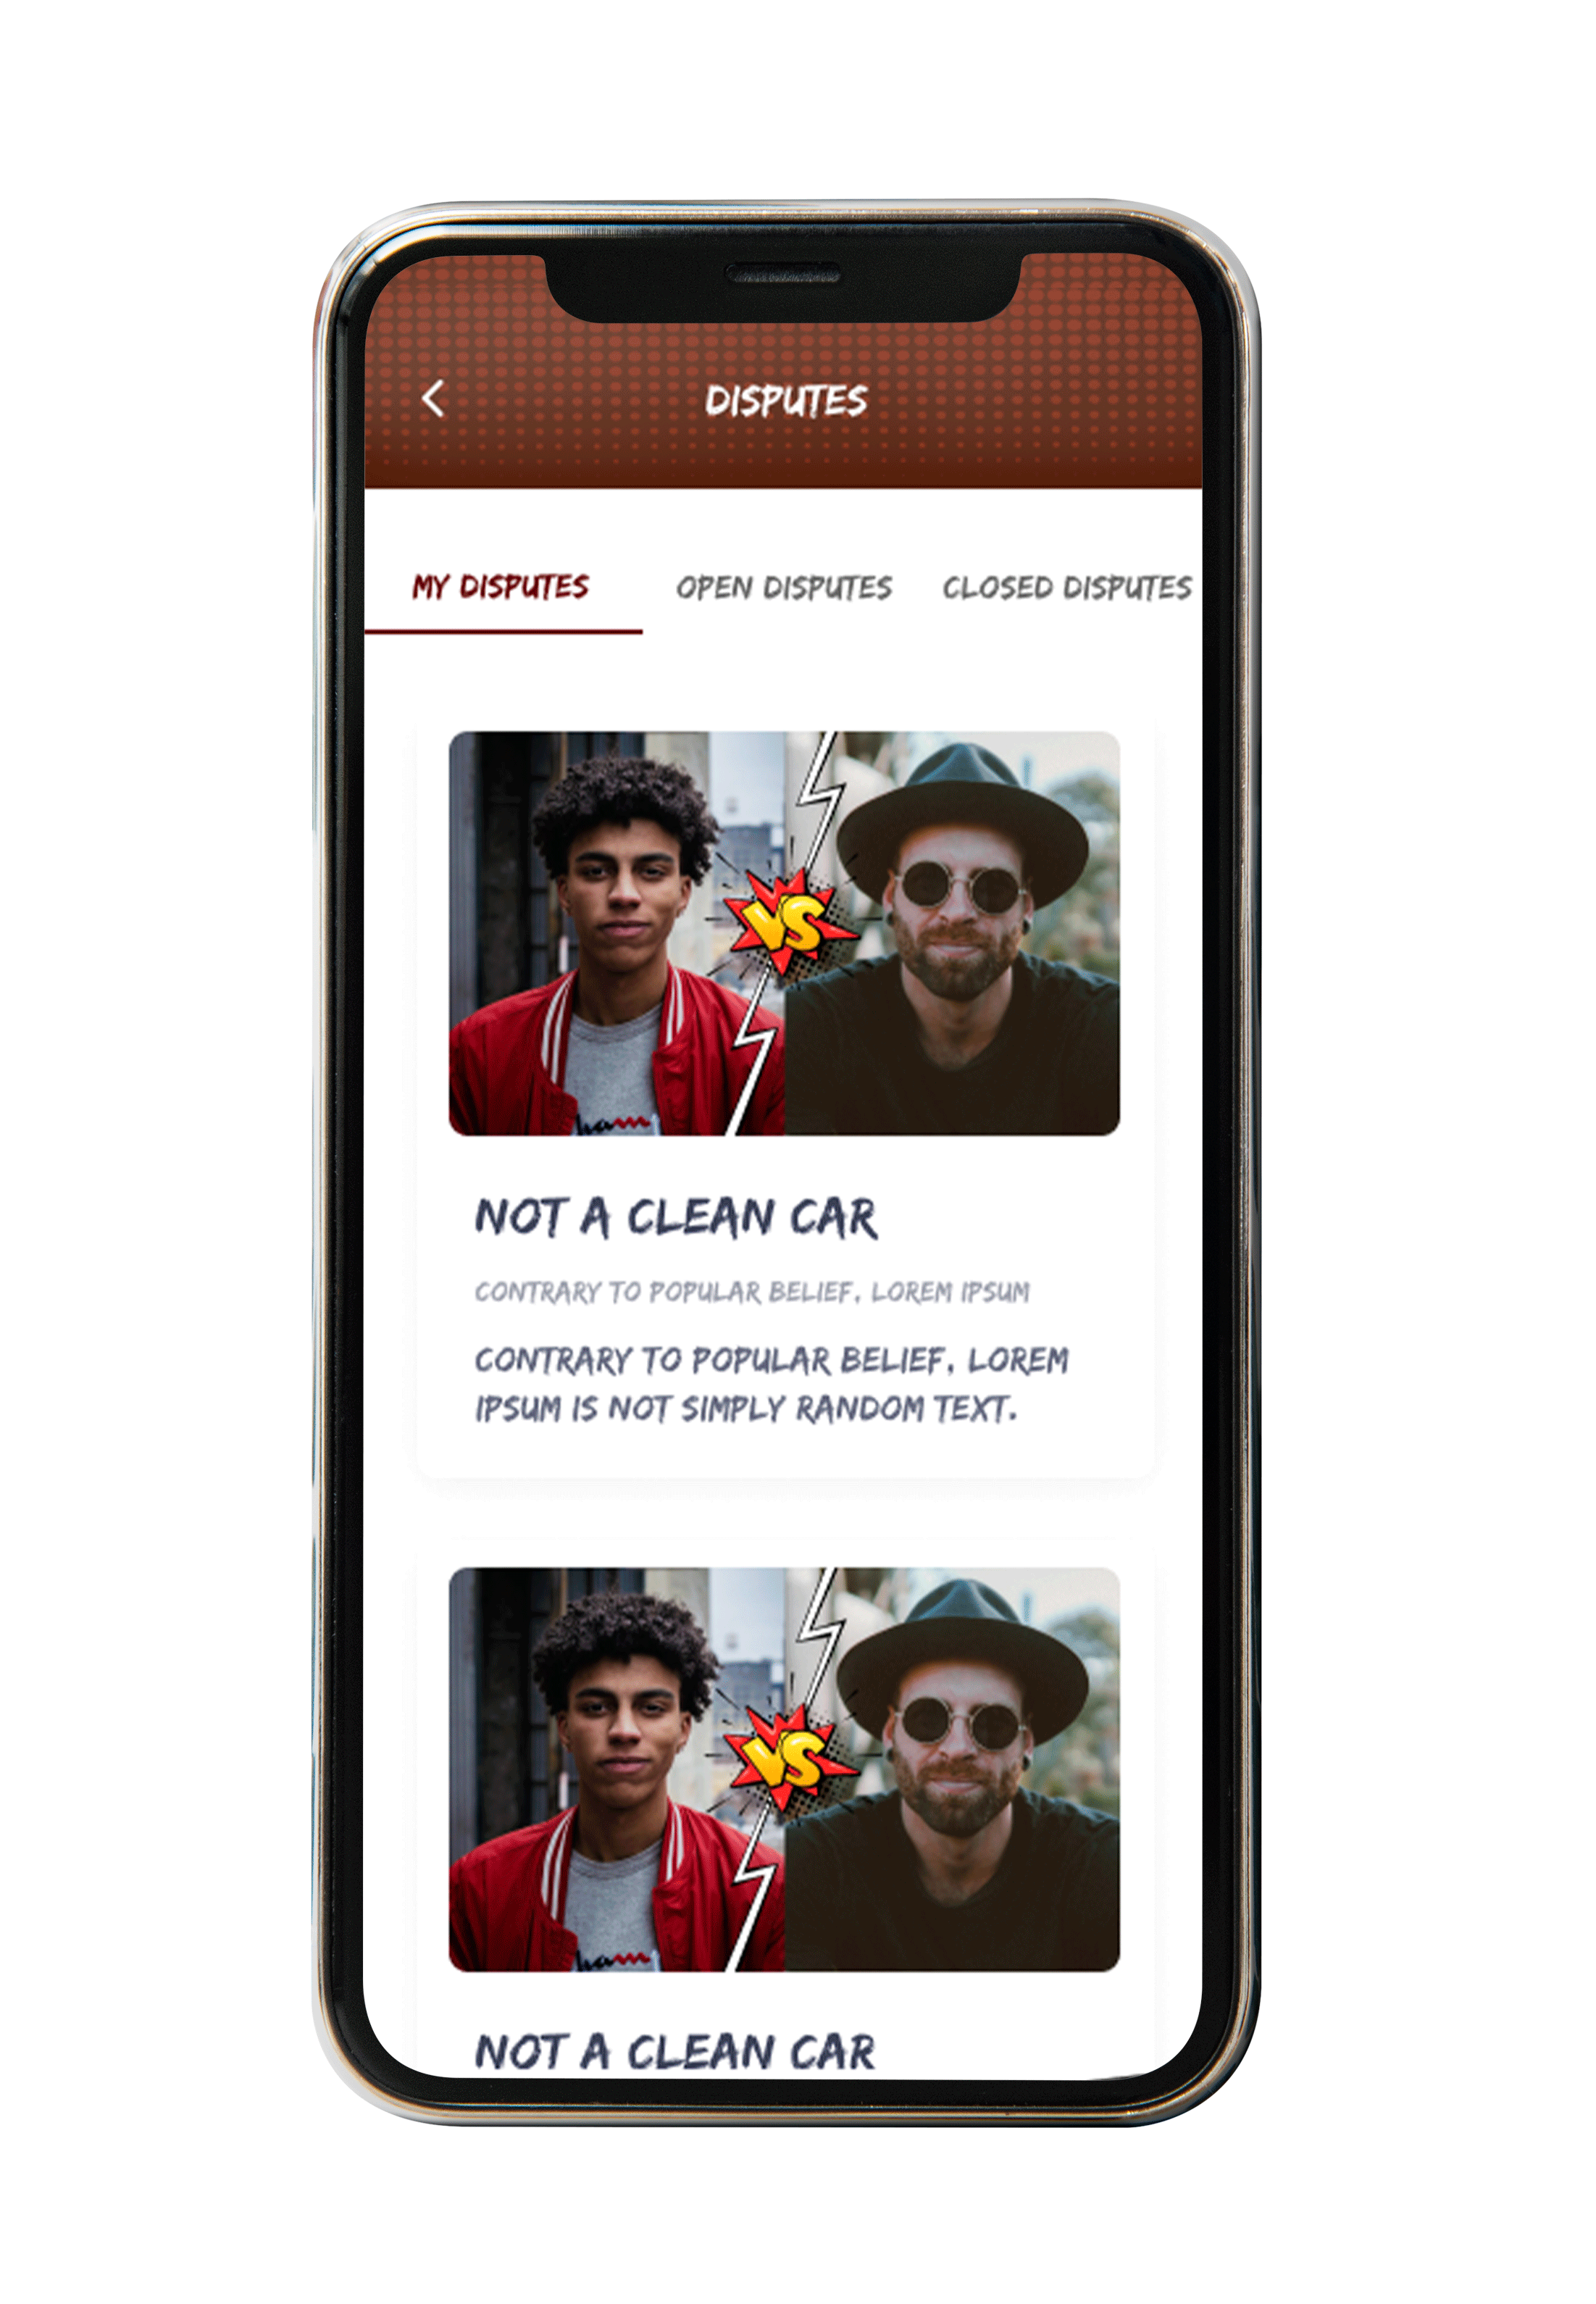 DISPUTES
MY DISPUTES OPEN DISPUTES CLOSED DISPUTES
VS
NOT A CLEAN CAR
CONTRARY TO POPULAR BELIEF, LOREM IPSUM
CONTRARY TO POPULAR BELIEF, LOREM
IPSUM IS NOT SIMPLY RANDOM TEXT.
VS
NOT A CLEAN CAR